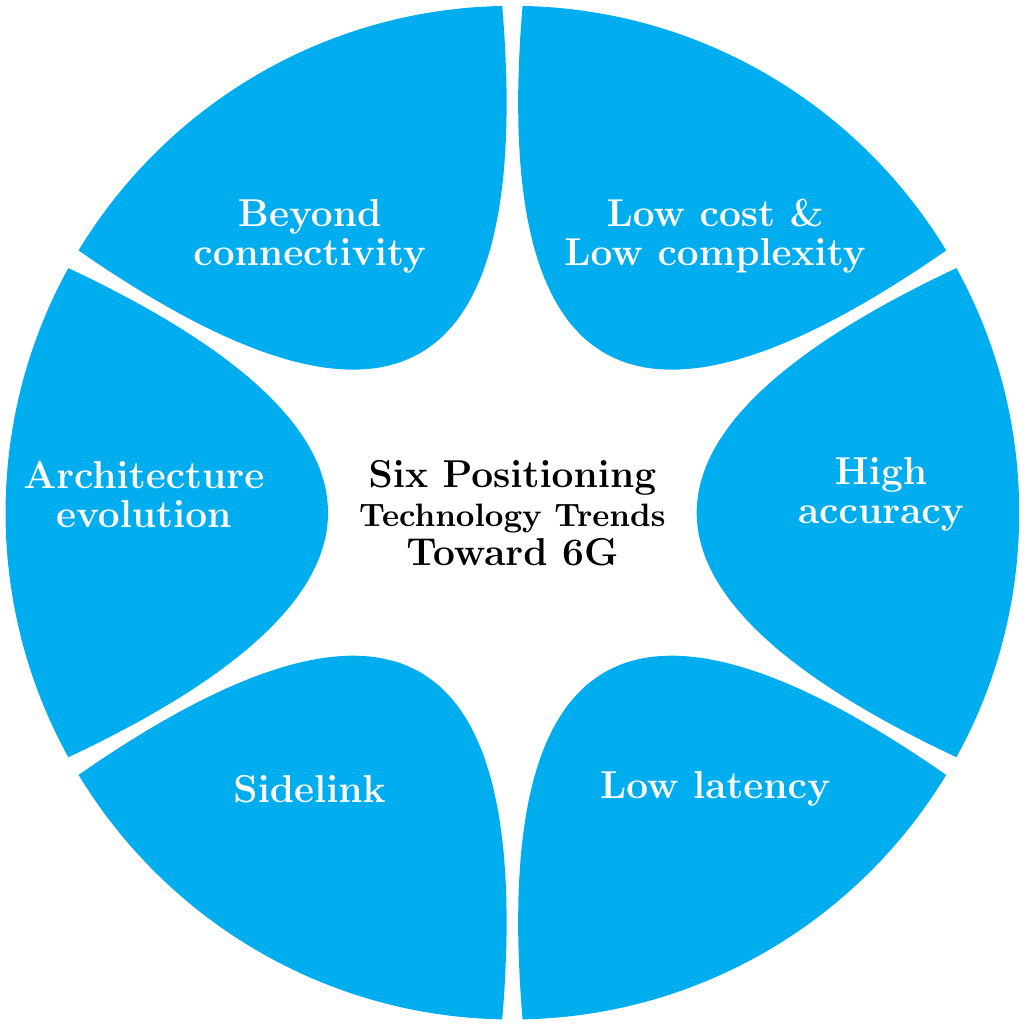 Beyond
connectivity
Low cost &
Low complexity
Architecture
evolution
Six Positioning
Technology Trends
Toward 6G
High
accuracy
Sidelink
Low latency